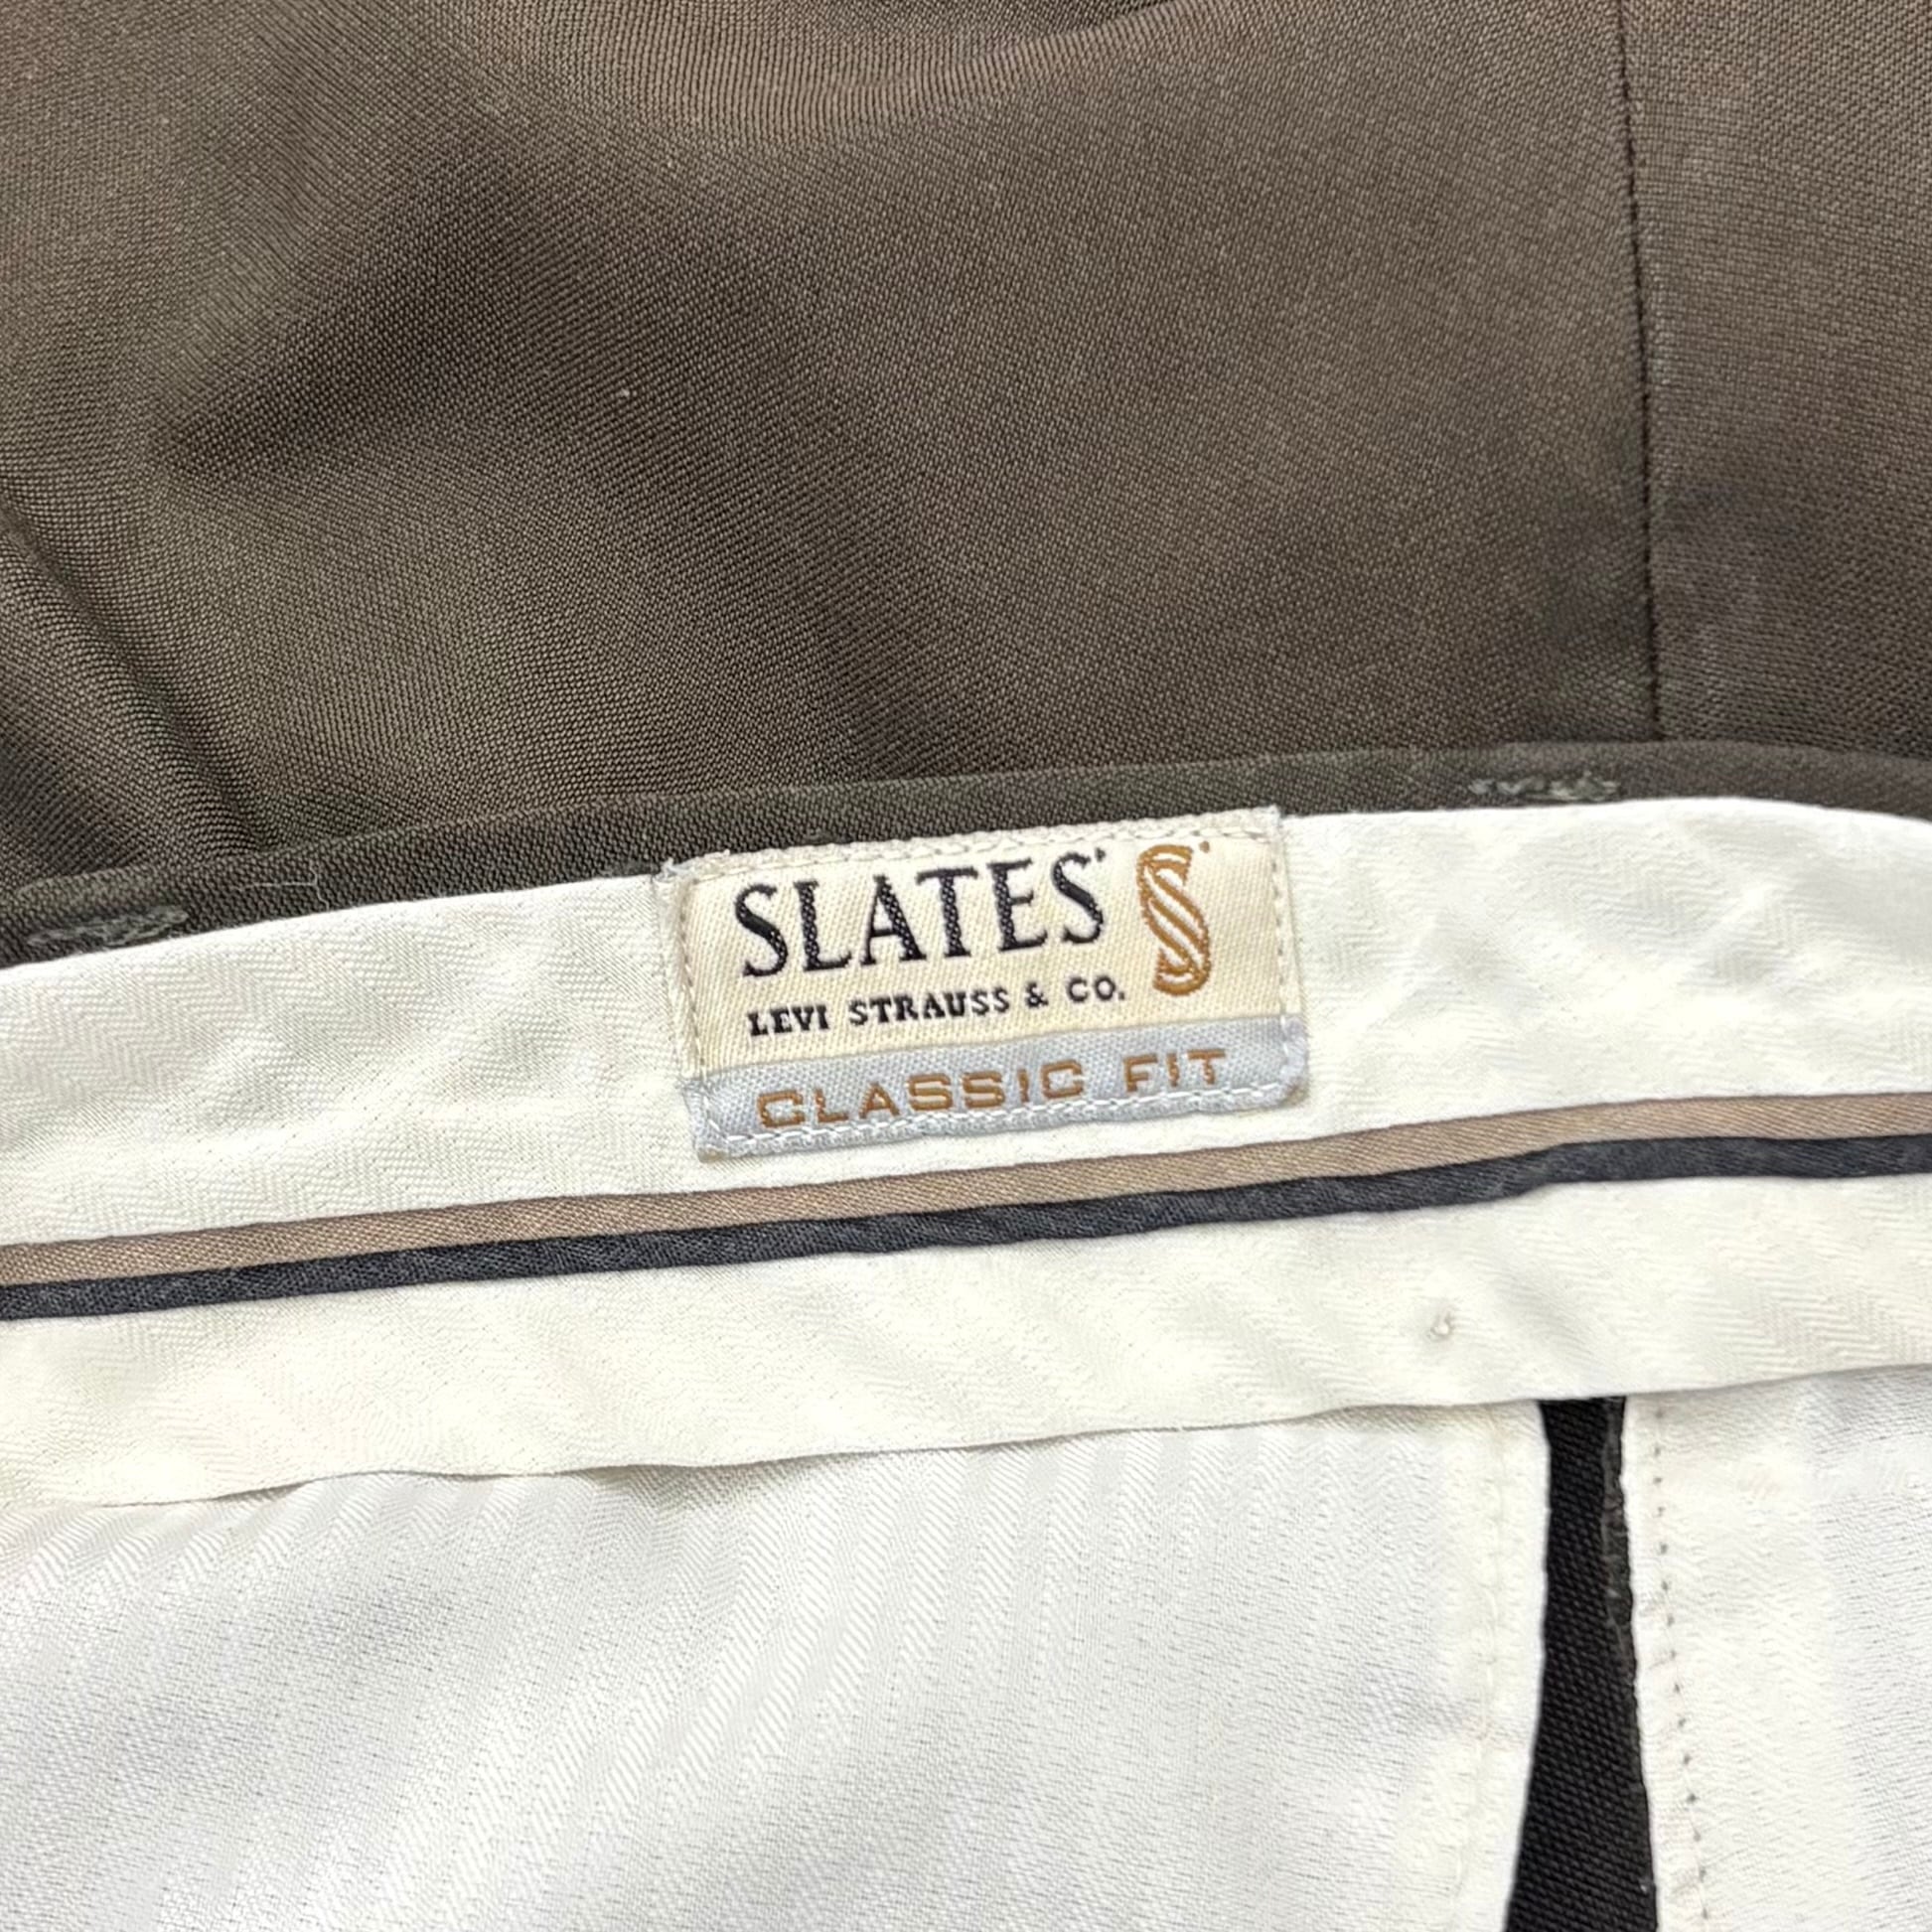 SLATES S
LEVI STRAUSS & CO.
CLASSIC FIT